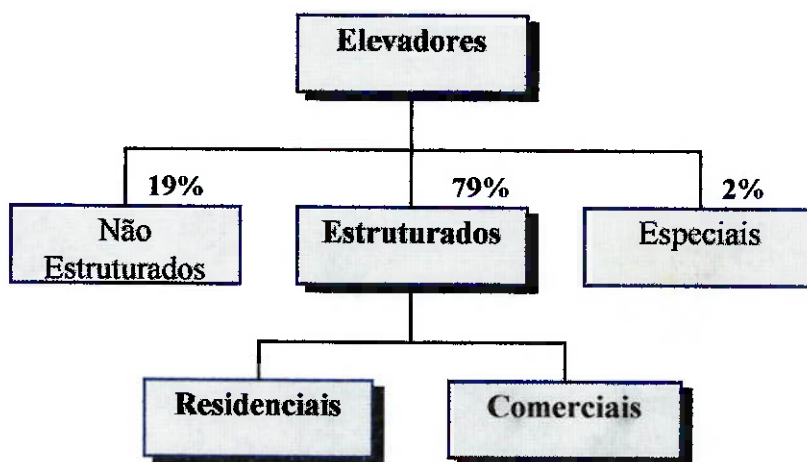 Elevadores
19%
79%
2%
Não
Estruturados
Estruturados
Especiais
Residenciais
Comerciais